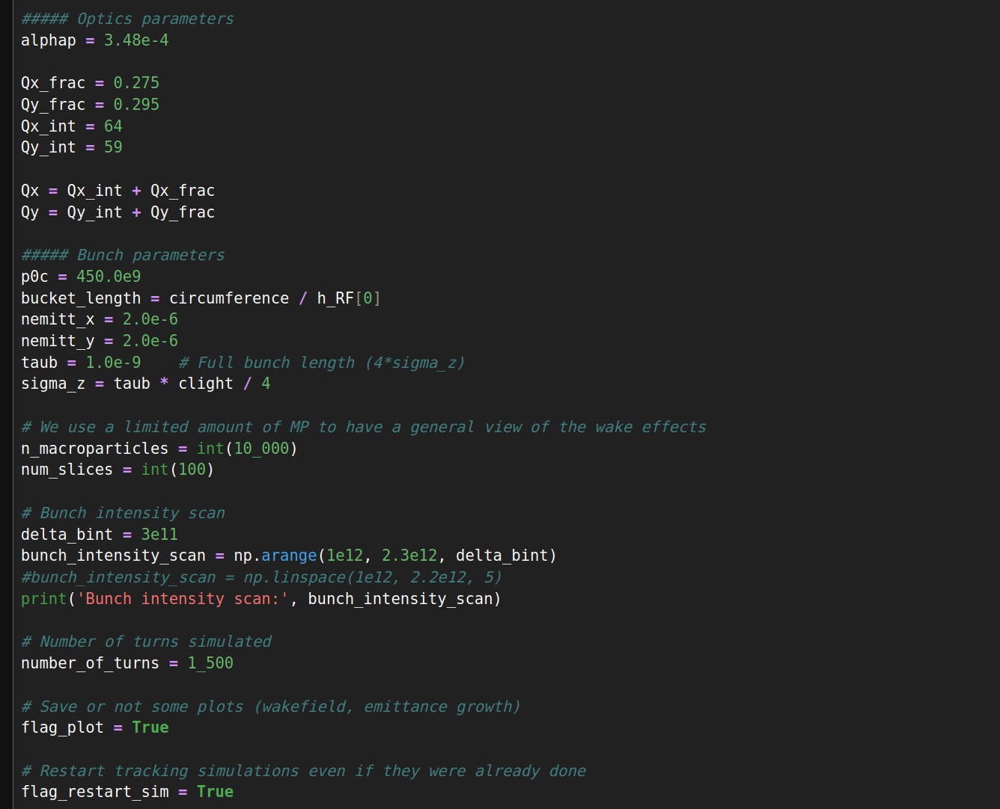 ##### Optics parameters
alphap = 3.48e-4
Qx_frac = 0.275
Qy_frac = 0.295
Qx_int = 64
Qy_int = 59
Qx = Qx_int + Qx_frac
Qy = Qy_int + Qy_frac
##### Bunch parameters
p0c = 450.0e9
bucket_length = circumference / h_RF[0]
nemitt_x = 2.0e-6
nemitt_y = 2.0e-6
taub = 1.0e-9    # Full bunch length (4*sigma_z)
sigma_z = taub * clight / 4
# We use a limited amount of MP to have a general view of the wake effects
n_macroparticles = int(10_000)
num_slices = int(100)
# Bunch intensity scan
delta_bint = 3e11
bunch_intensity_scan = np.arange(1e12, 2.3e12, delta_bint)
#bunch_intensity_scan = np.linspace(1e12, 2.2e12, 5)
print('Bunch intensity scan:', bunch_intensity_scan)
# Number of turns simulated
number_of_turns = 1_500
# Save or not some plots (wakefield, emittance growth)
flag_plot = True
# Restart tracking simulations even if they were already done
flag_restart_sim = True